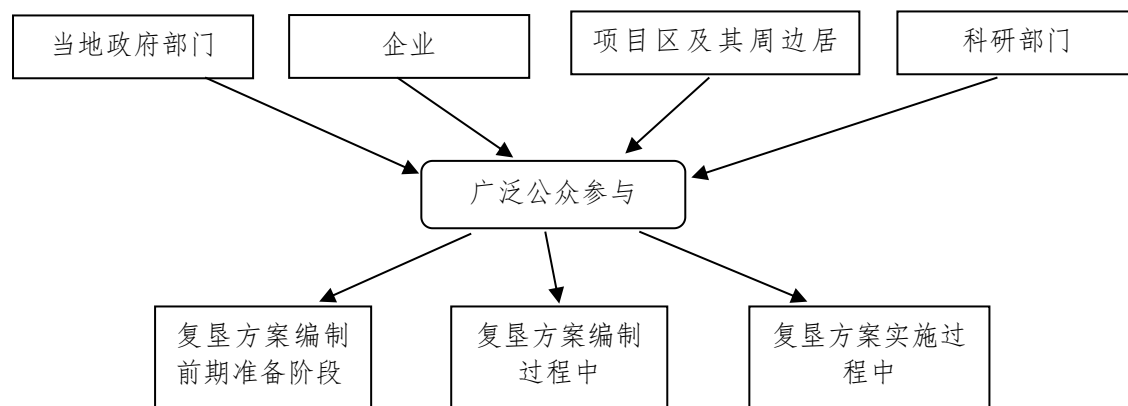 当地政府部门
企业
项目区及其周边居
科研部门
广泛公众参与
复垦方案编制
前期准备阶段
复垦方案编制
过程中
复垦方案实施过
程中